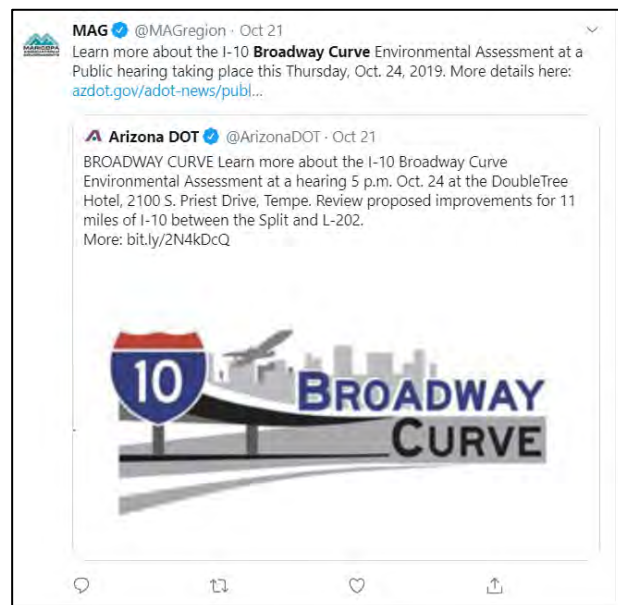 MAG @MAGregion · Oct 21
Learn more about the I-10 Broadway Curve Environmental Assessment at a
Public hearing taking place this Thursday, Oct. 24, 2019. More details here:
azdot.gov/adot-news/publ...
MARICOPA
Arizona DOT @ArizonaDOT · Oct 21
BROADWAY CURVE Learn more about the I-10 Broadway Curve
Environmental Assessment at a hearing 5 p.m. Oct. 24 at the DoubleTree
Hotel, 2100 S. Priest Drive, Tempe. Review proposed improvements for 11
miles of I-10 between the Split and L-202.
More: bit.ly/2N4kDcQ
10
BROADWAY
CURVE